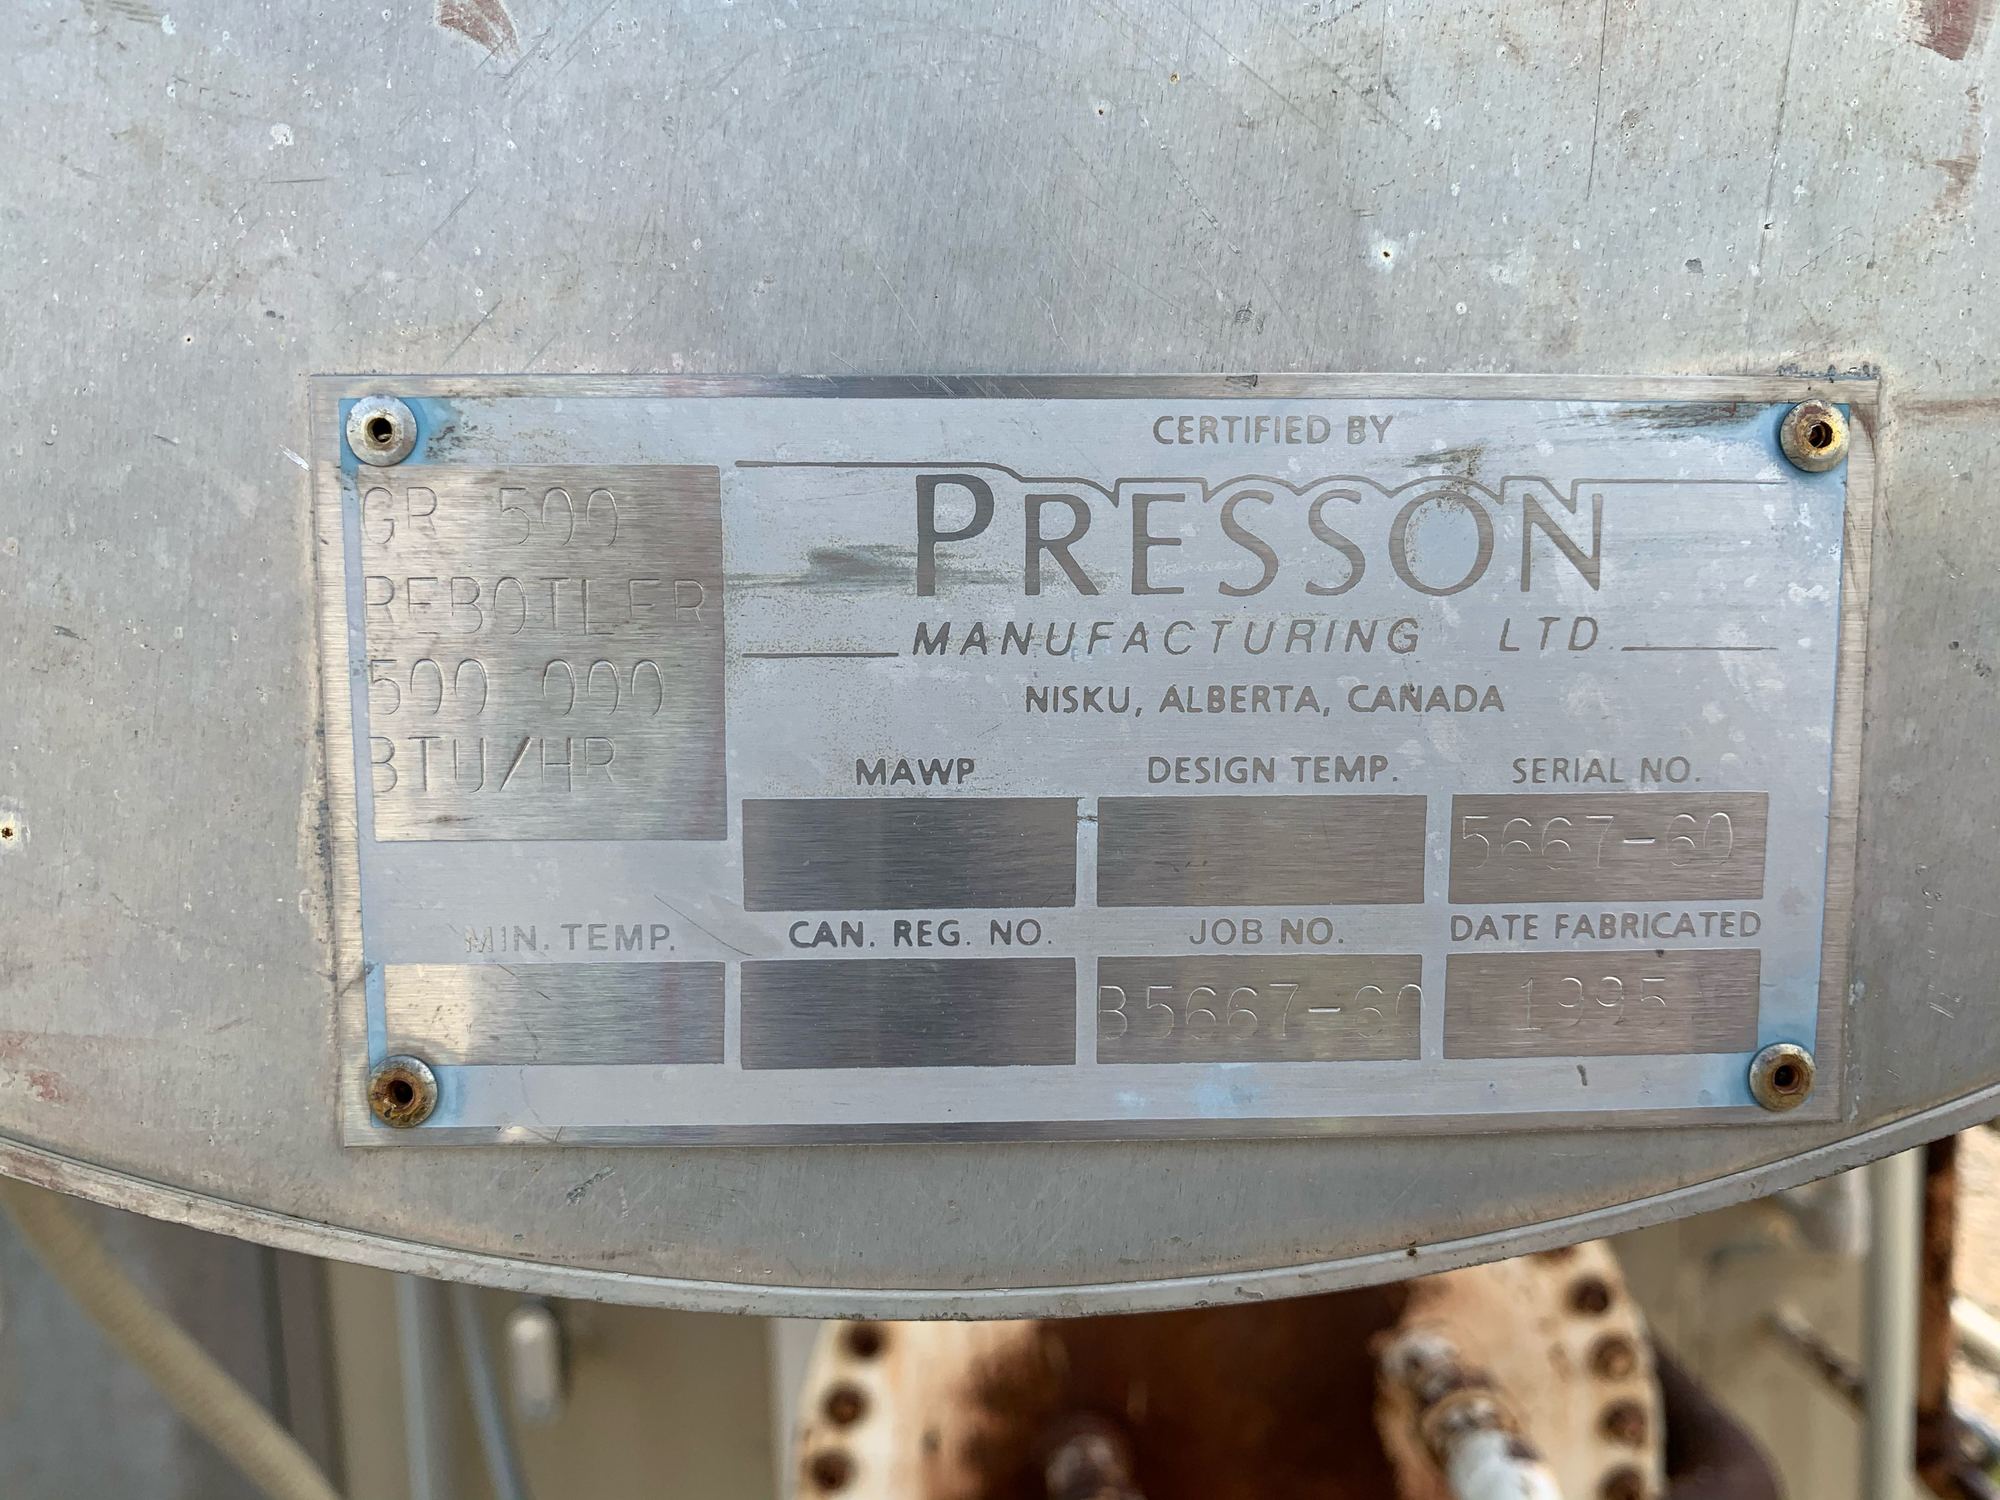 GR 500
REBOILER
500 000
BTU/HR
CERTIFIED BY
PRESSON
MANUFACTURING LTD
NISKU, ALBERTA, CANADA
MAWP DESIGN TEMP. SERIAL NO.
5667-60
MIN. TEMP. CAN. REG. NO. JOB NO. DATE FABRICATED
B5667-60 1995